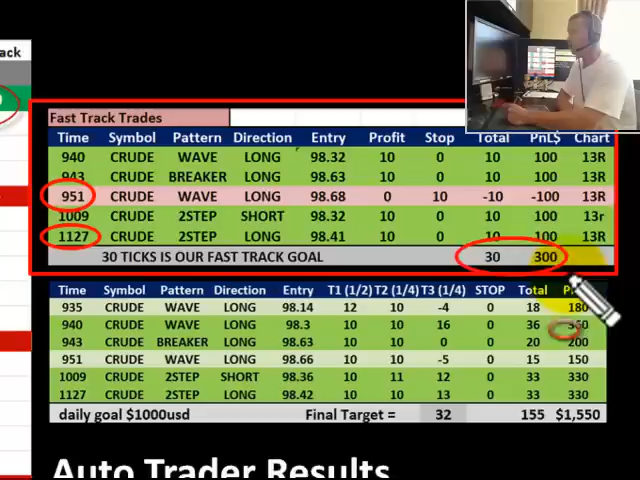 ack
Fast Track Trades
Time Symbol Pattern Direction Entry Profit Stop Total PnL$ Chart
940 CRUDE WAVE LONG 98.32 10 0 10 100 13R
943 CRUDE BREAKER LONG 98.63 10 0 10 100 13R
951 CRUDE WAVE LONG 98.68 0 10 -10 -100 13R
1009 CRUDE 2STEP SHORT 98.32 10 0 10 100 13r
1127 CRUDE 2STEP LONG 98.41 10 0 10 100 13R
30 TICKS IS OUR FAST TRACK GOAL 30 300
Time Symbol Pattern Direction Entry T1 (1/2) T2 (1/4) T3 (1/4) STOP Total
935 CRUDE WAVE LONG 98.14 12 10 -4 0 18 180
940 CRUDE WAVE LONG 98.3 10 10 16 0 36 360
943 CRUDE BREAKER LONG 98.63 10 10 0 0 20 200
951 CRUDE WAVE LONG 98.66 10 10 -5 0 15 150
1009 CRUDE 2STEP SHORT 98.36 10 11 12 0 33 330
1127 CRUDE 2STEP LONG 98.42 10 10 13 0 33 330
daily goal $1000usd Final Target = 32 155 $1,550
Auto Trader Results